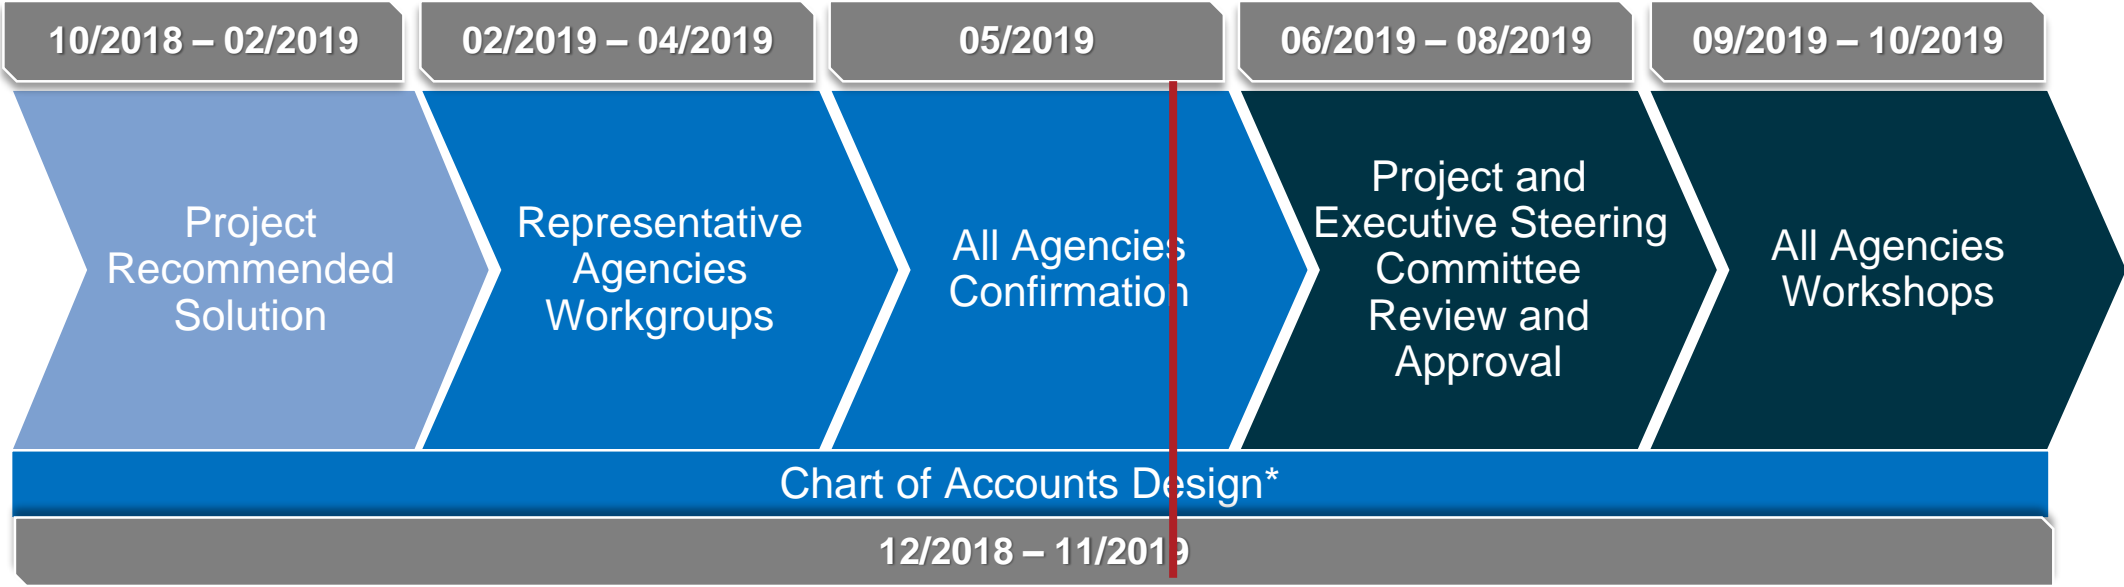 10/2018 – 02/2019
02/2019 – 04/2019
05/2019
06/2019 – 08/2019
09/2019 – 10/2019
Project
Recommended
Solution
Representative
Agencies
Workgroups
All Agencies
Confirmation
Project and
Executive Steering
Committee
Review and
Approval
All Agencies
Workshops
Chart of Accounts Design*
12/2018 – 11/2019